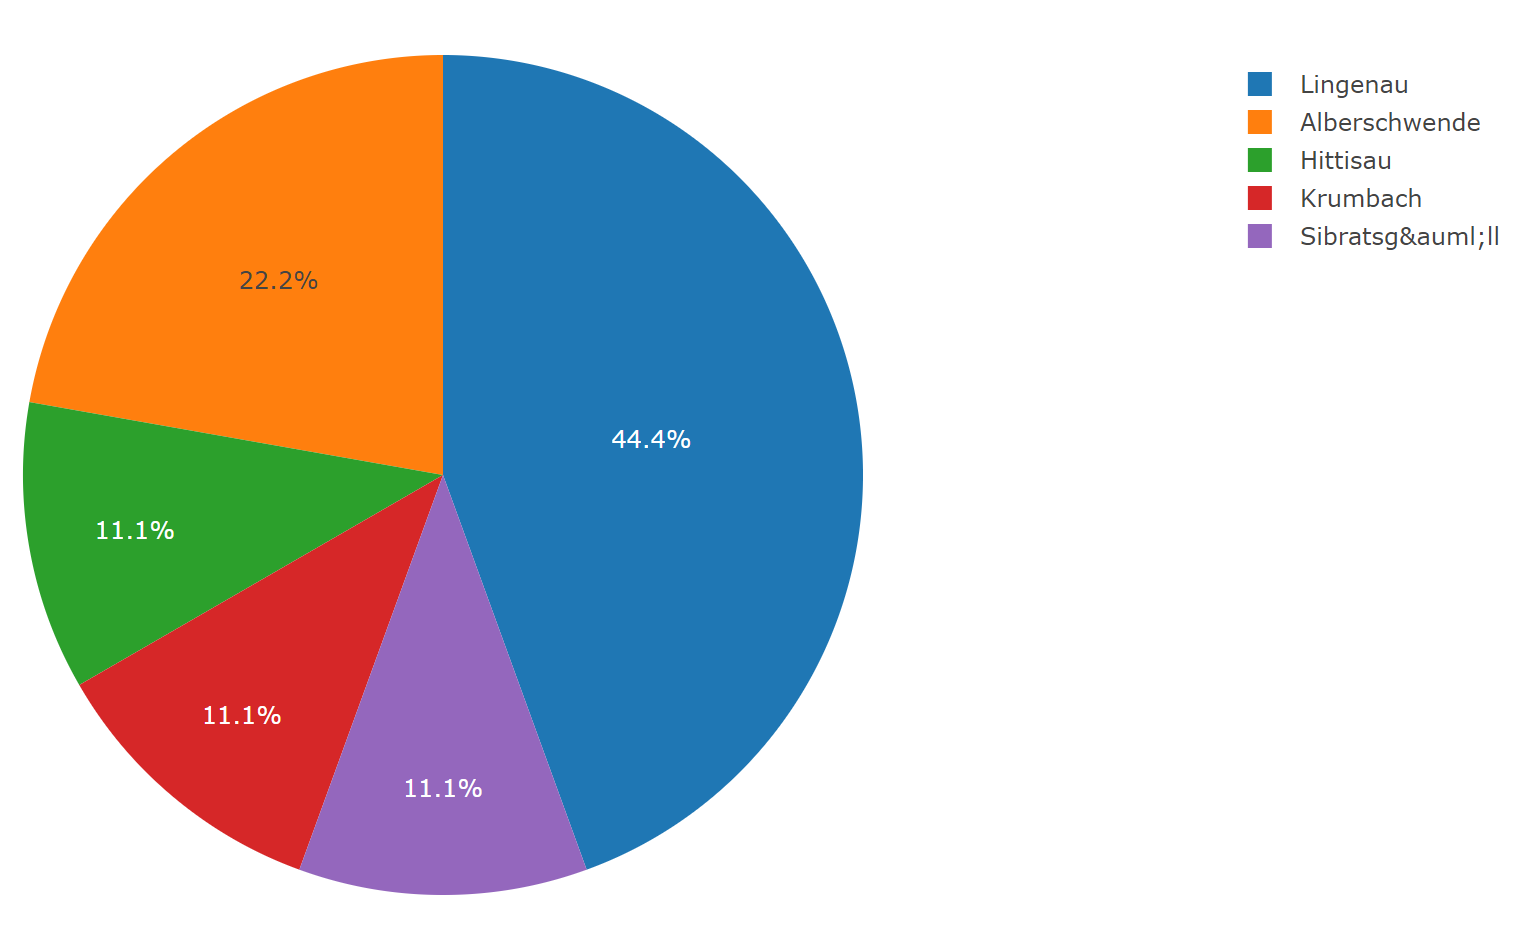 Lingenau
Alberschwende
Hittisau
Krumbach
Sibratsg&auml;ll
22.2%
44.4%
11.1%
11.1%
11.1%